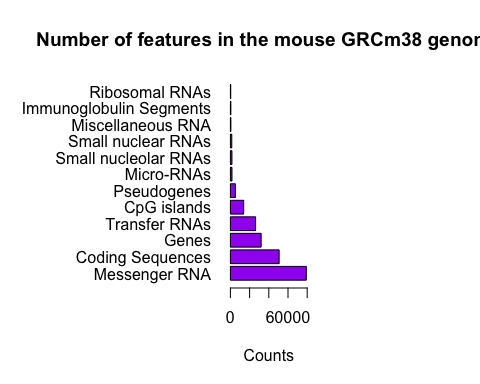 Number of features in the mouse GRCm38 genor
Ribosomal RNAs
Immunoglobulin Segments
Miscellaneous RNA
Small nuclear RNAs
Small nucleolar RNAs
Micro-RNAs
Pseudogenes
CpG islands
Transfer RNAs
Genes
Coding Sequences
Messenger RNA
0 60000
Counts